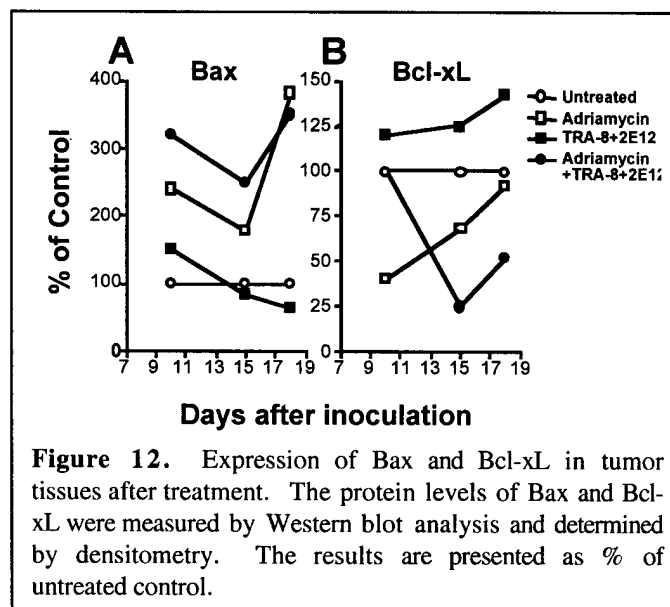 A
Bax
B
Bcl-xL
400
300
200
100
0
% of Control
7 9 11 13 15 17 19
150
125
100
75
50
25
0
7 9 11 13 15 17 19
Untreated
Adriamycin
TRA-8+2E12
Adriamycin
+TRA-8+2E12
Days after inoculation
Figure 12. Expression of Bax and Bcl-xL in tumor
tissues after treatment. The protein levels of Bax and Bcl-
xL were measured by Western blot analysis and determined
by densitometry. The results are presented as % of
untreated control.